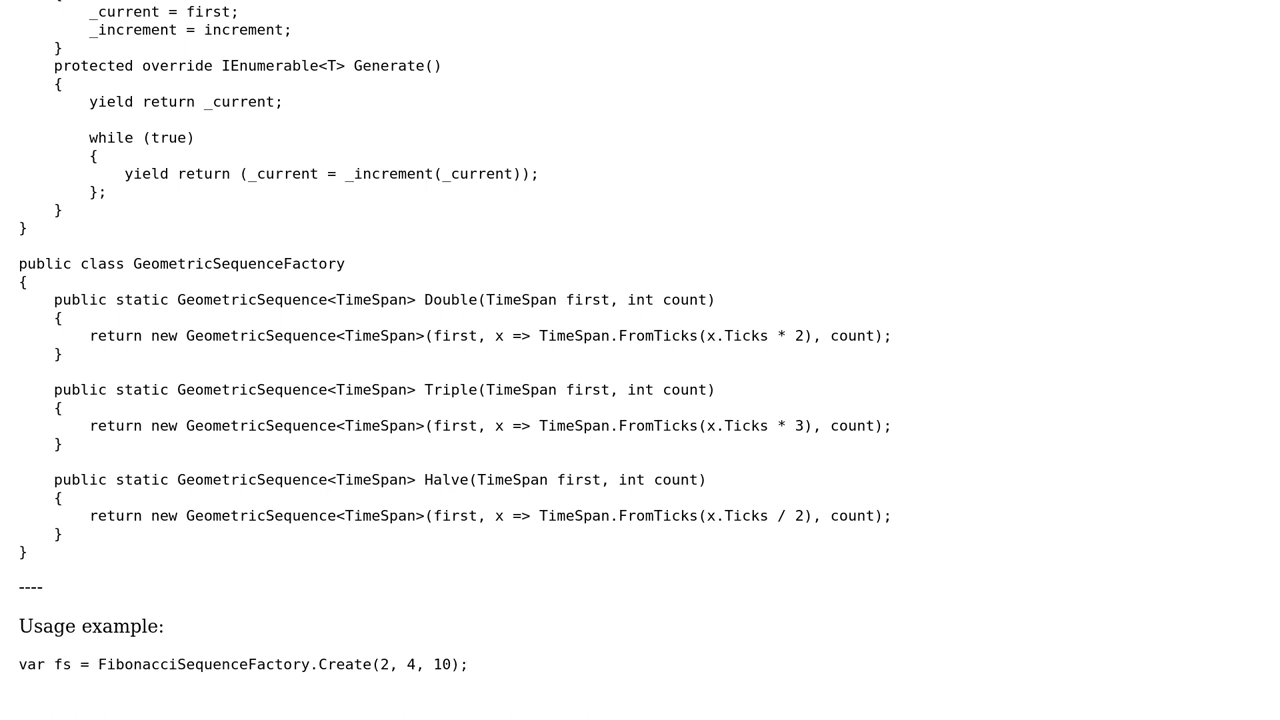 _current = first;
_increment = increment;
}
protected override IEnumerable<T> Generate()
{
yield return _current;
while (true)
{
yield return (_current = _increment(_current));
};
}
}
public class GeometricSequenceFactory
{
public static GeometricSequence<TimeSpan> Double(TimeSpan first, int count)
{
return new GeometricSequence<TimeSpan>(first, x => TimeSpan.FromTicks(x.Ticks * 2), count);
}
public static GeometricSequence<TimeSpan> Triple(TimeSpan first, int count)
{
return new GeometricSequence<TimeSpan>(first, x => TimeSpan.FromTicks(x.Ticks * 3), count);
}
public static GeometricSequence<TimeSpan> Halve(TimeSpan first, int count)
{
return new GeometricSequence<TimeSpan>(first, x => TimeSpan.FromTicks(x.Ticks / 2), count);
}
}
----
Usage example:
var fs = FibonacciSequenceFactory.Create(2, 4, 10);